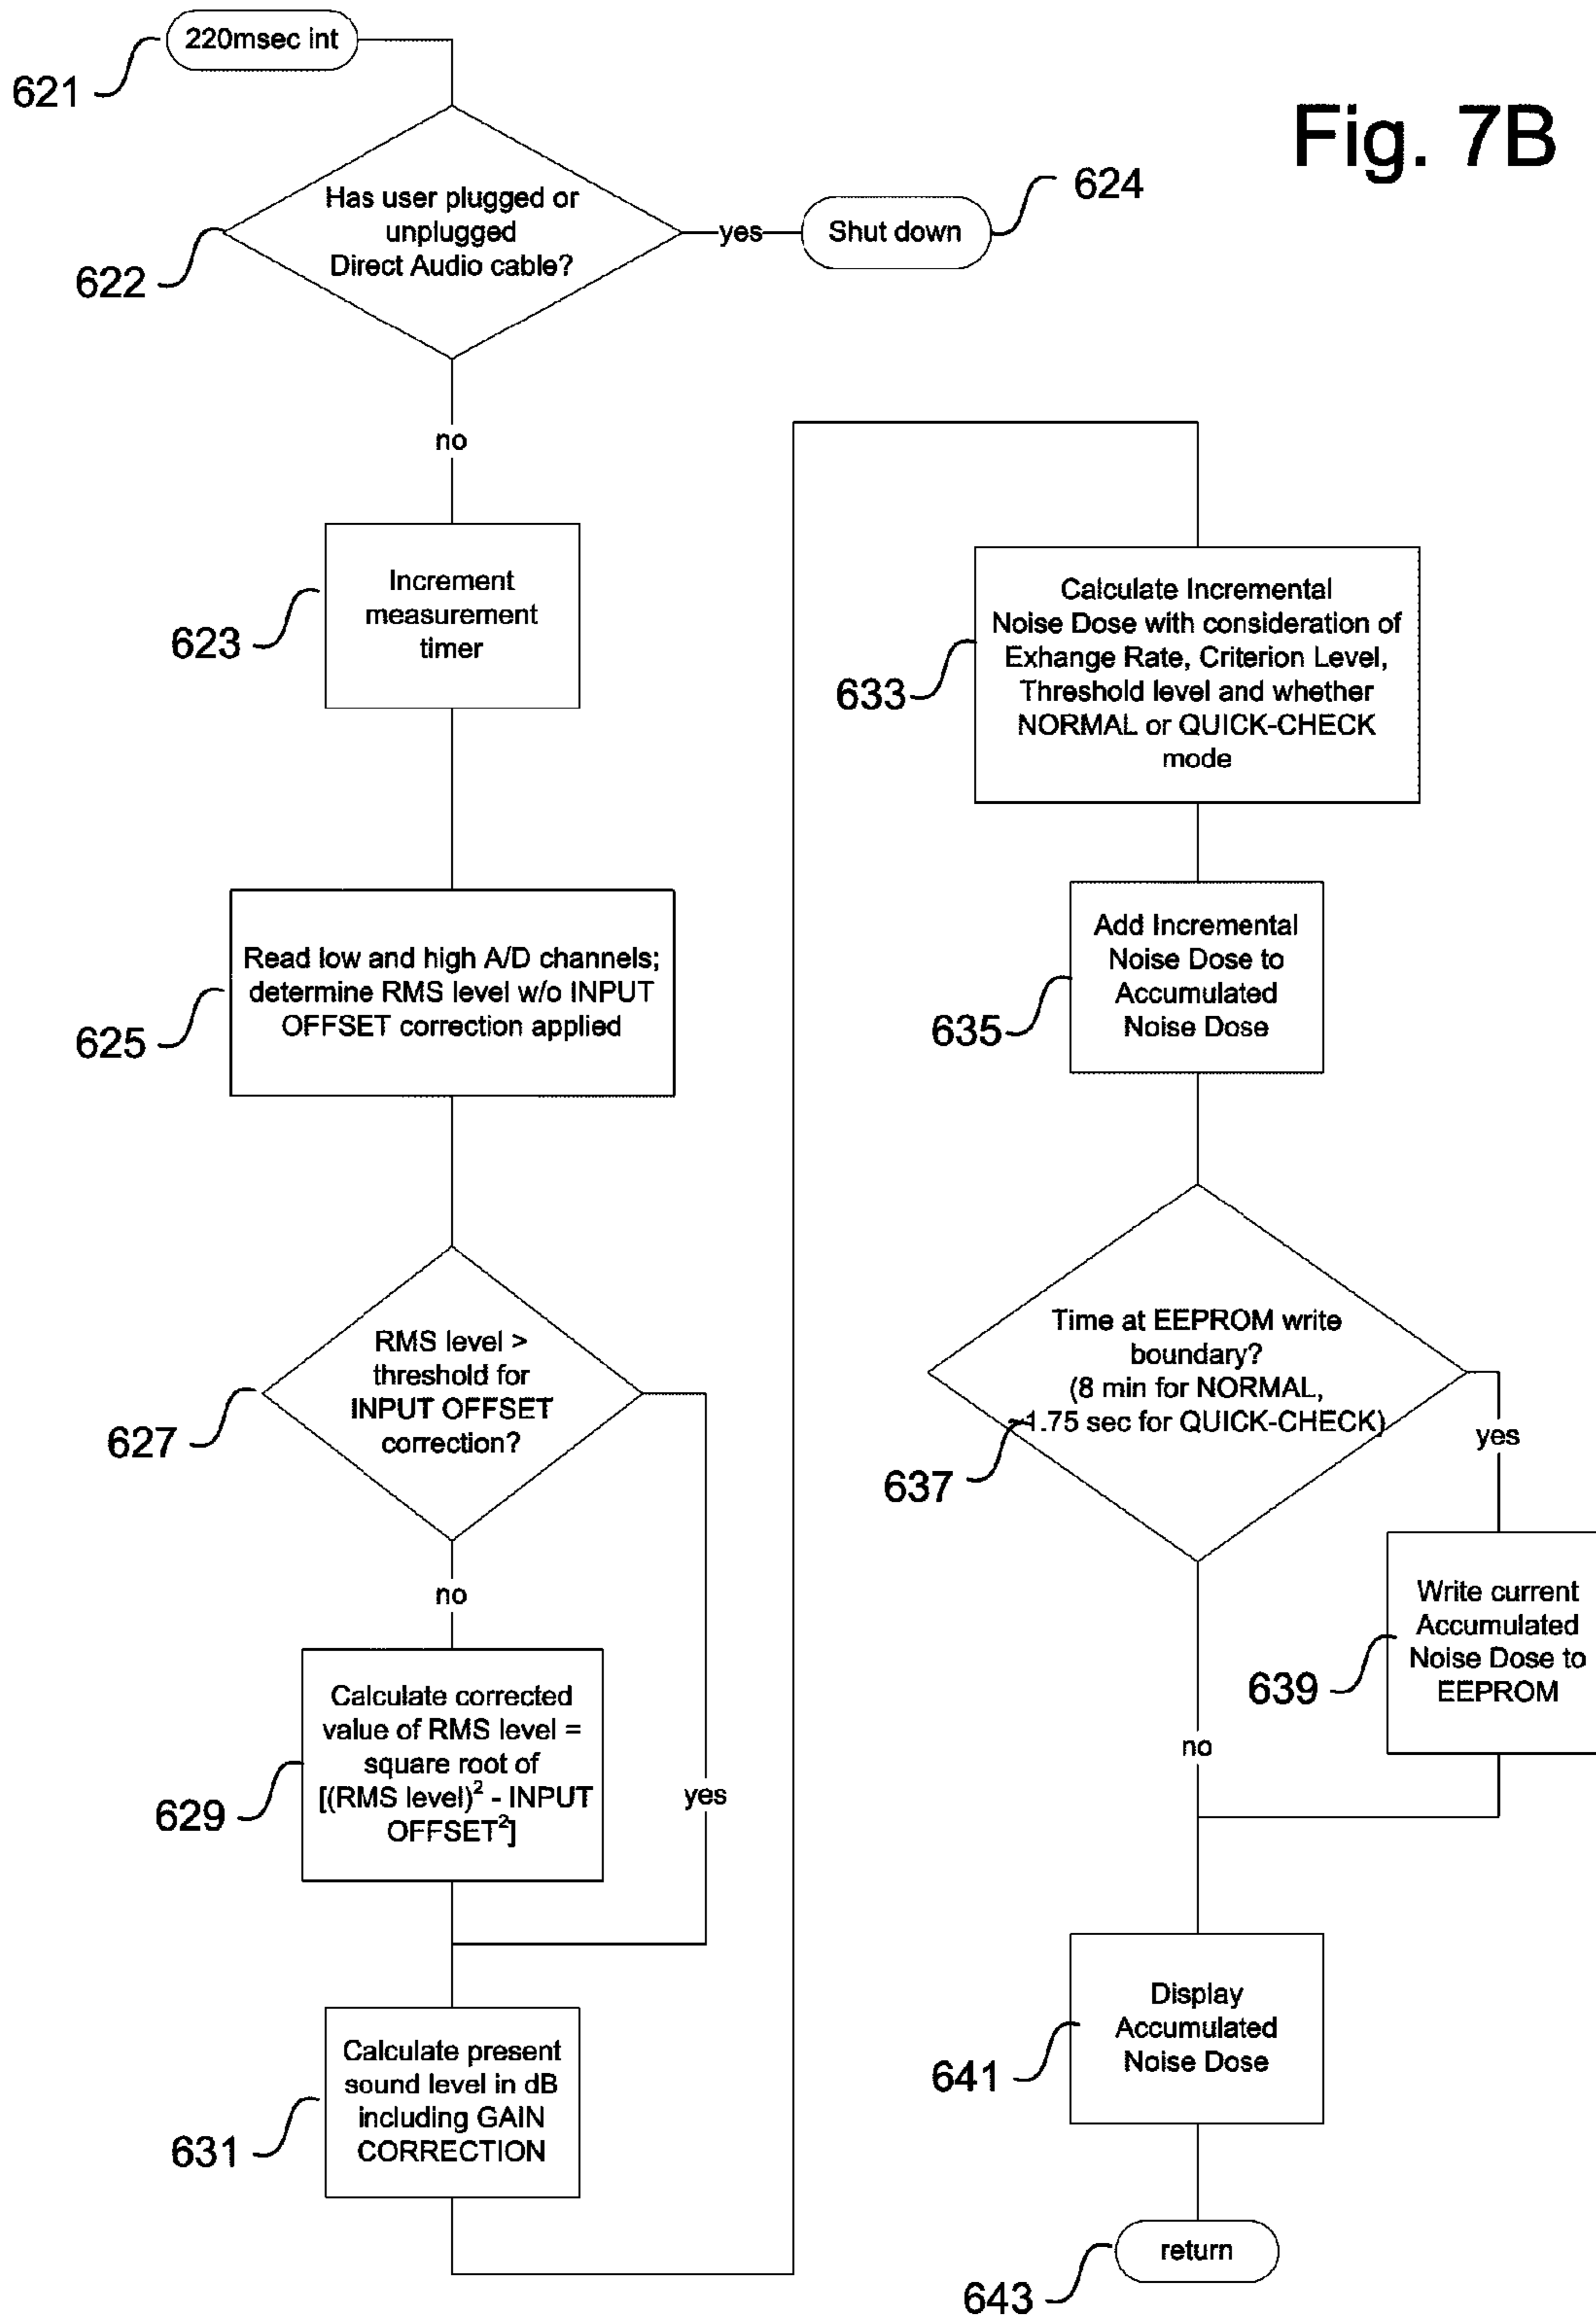 Fig. 7B
220msec int
621
Has user plugged or
unplugged
Direct Audio cable?
622
yes
Shut down
624
no
Increment
measurement
timer
623
Read low and high A/D channels;
determine RMS level w/o INPUT
OFFSET correction applied
625
RMS level >
threshold for
INPUT OFFSET
correction?
627
no
yes
Calculate corrected
value of RMS level =
square root of
[(RMS level)² - INPUT
OFFSET²]
629
Calculate present
sound level in dB
including GAIN
CORRECTION
631
Calculate Incremental
Noise Dose with consideration of
Exhange Rate, Criterion Level,
Threshold level and whether
NORMAL or QUICK-CHECK
mode
633
Add Incremental
Noise Dose to
Accumulated
Noise Dose
635
Time at EEPROM write
boundary?
(8 min for NORMAL,
~1.75 sec for QUICK-CHECK)
637
yes
Write current
Accumulated
Noise Dose to
EEPROM
639
no
Display
Accumulated
Noise Dose
641
return
643